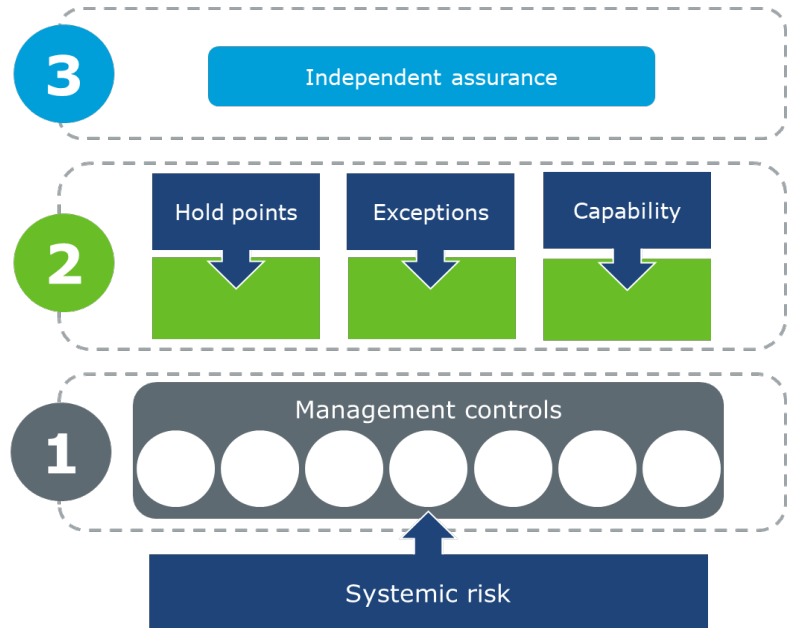 3
Independent assurance
2
Hold points
Exceptions
Capability
1
Management controls
Systemic risk